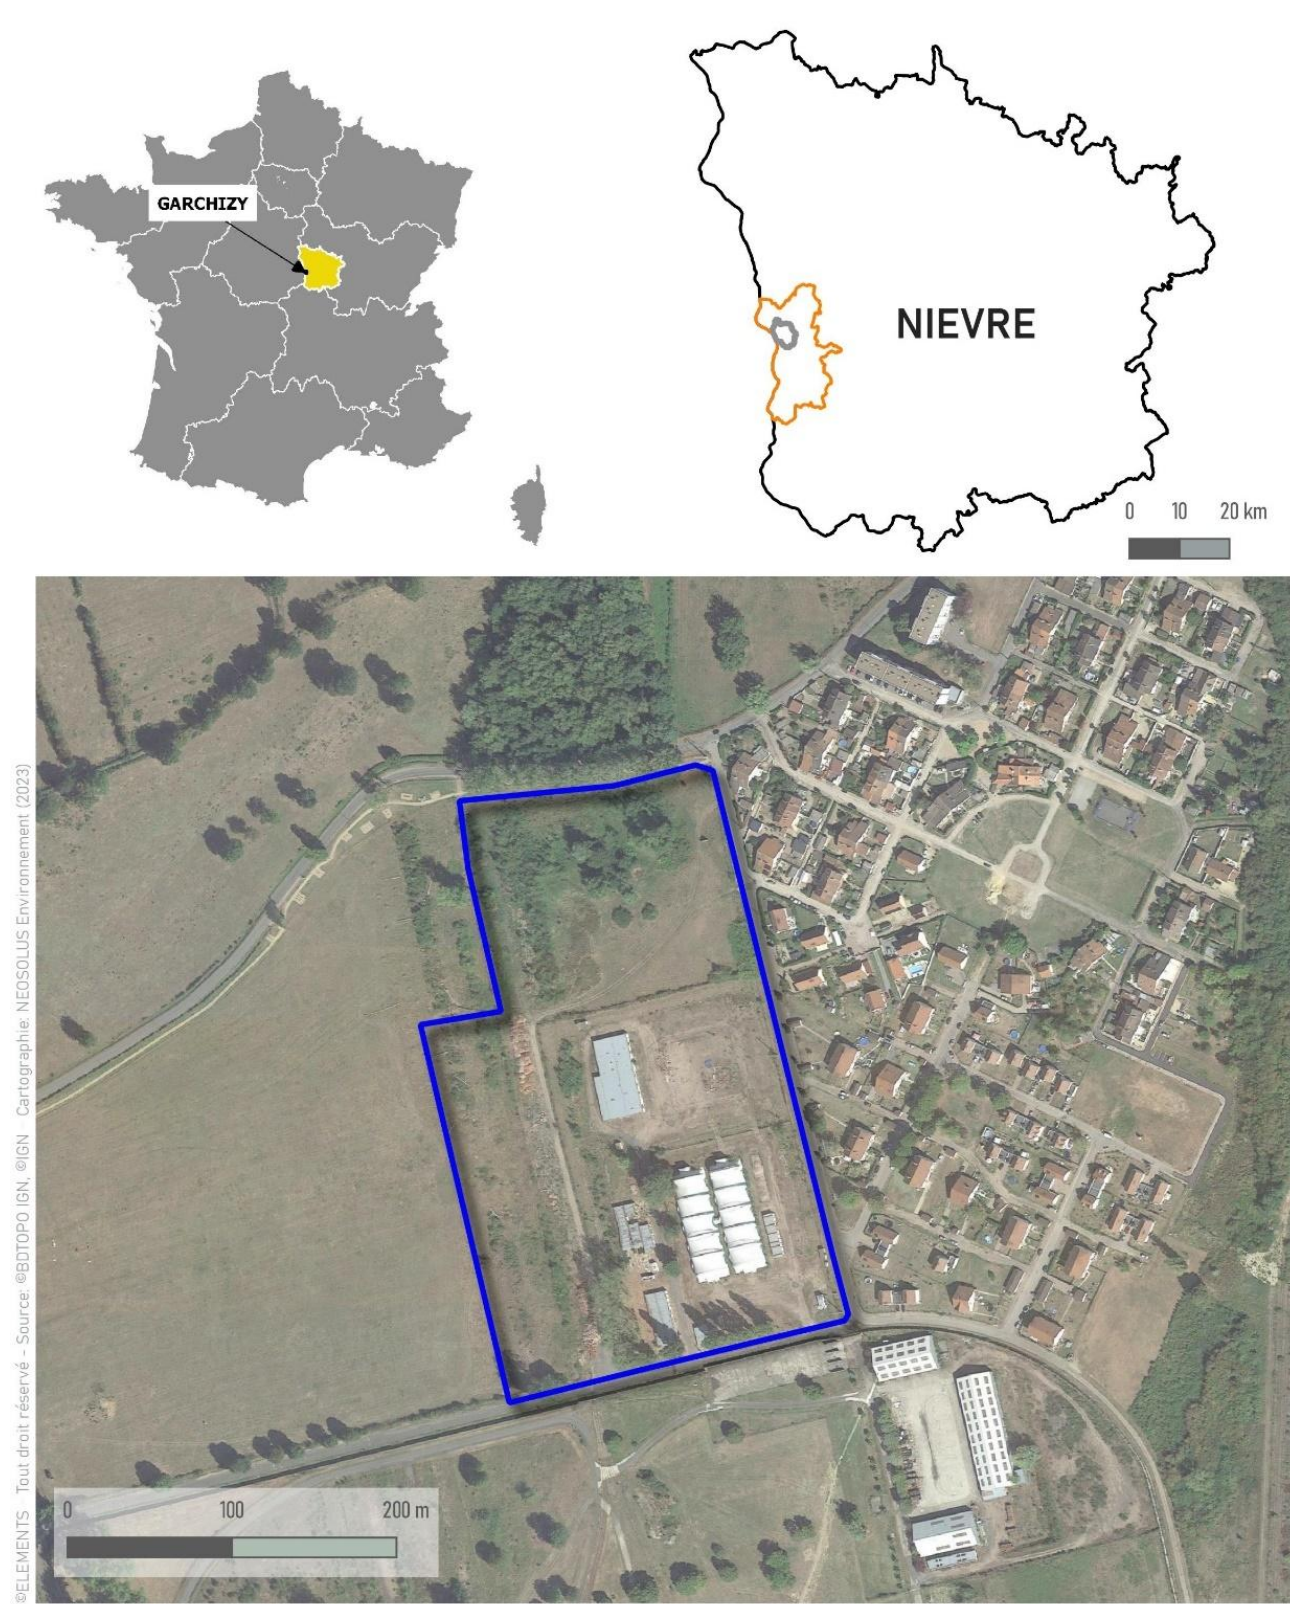 GARCHIZY
NIEVRE
0 10 20 km
©ELEMENTS Tout droit réservé - Source: ©BDTOPO IGN, ©IGN Cartographie: NEOSOLUS Environnement (2023)
0 100 200 m